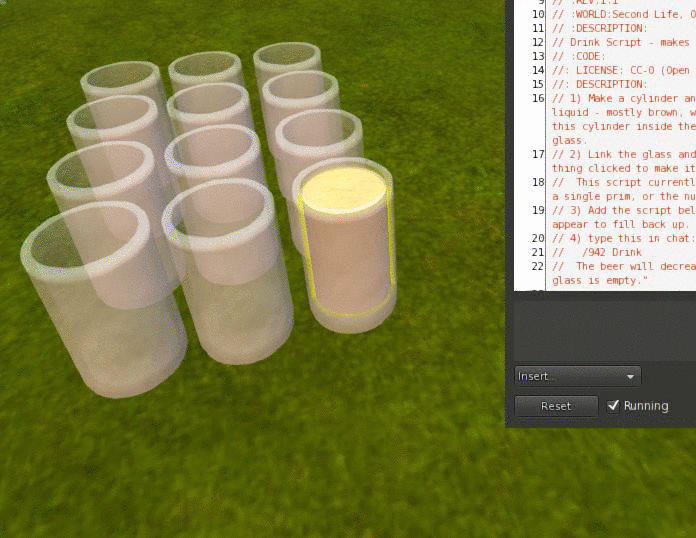 9 // :REV:1.1
10 // :WORLD:Second Life, O
11 // :DESCRIPTION:
12 // Drink Script - makes
13 // :CODE:
14 //: LICENSE: CC-0 (Open
15 //: DESCRIPTION:
16 // 1) Make a cylinder an
liquid - mostly brown, w
this cylinder inside the
glass.
17 // 2) Link the glass and
thing clicked to make it
18 //  This script currentl
a single prim, or the nu
19 // 3) Add the script bel
appear to fill back up.
20 // 4) type this in chat:
21 //   /942 Drink
22 //  The beer will decrea
glass is empty."
Insert...
Reset
Running